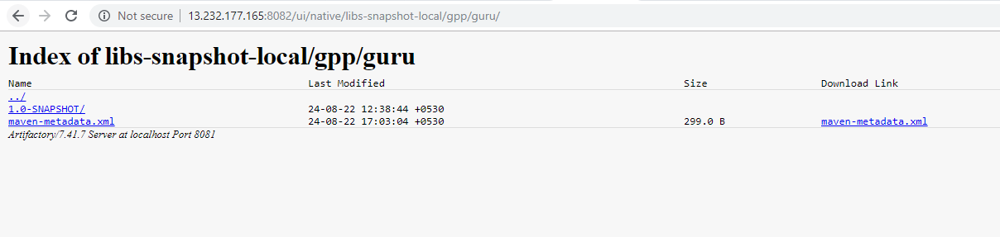 Not secure 13.232.177.165:8082/ui/native/libs-snapshot-local/gpp/guru/
Index of libs-snapshot-local/gpp/guru
Name Last Modified Size Download Link
../
1.0-SNAPSHOT/ 24-08-22 12:38:44 +0530
maven-metadata.xml 24-08-22 17:03:04 +0530 299.0 B maven-metadata.xml
Artifactory/7.41.7 Server at localhost Port 8081